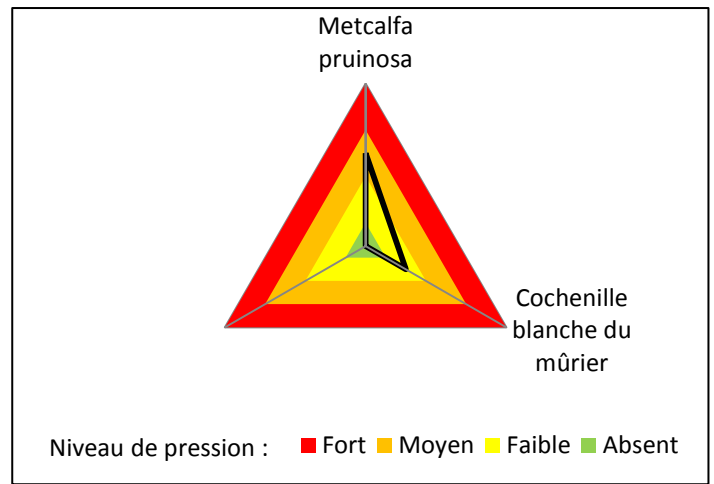 Metcalfa
pruinosa
Cochenille
blanche du
mûrier
Niveau de pression : Fort Moyen Faible Absent